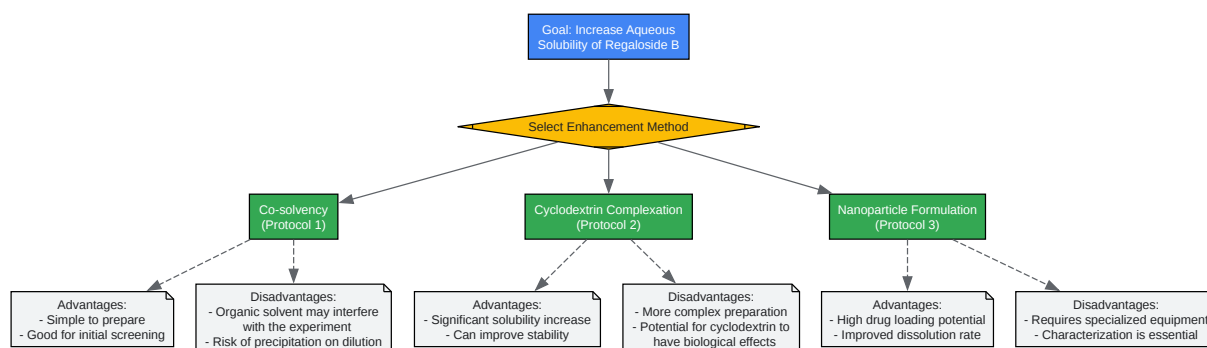 Goal: Increase Aqueous
Solubility of Regaloside B
Select Enhancement Method
Co-solvency
(Protocol 1)
Cyclodextrin Complexation
(Protocol 2)
Nanoparticle Formulation
(Protocol 3)
Advantages:
- Simple to prepare
- Good for initial screening
Disadvantages:
- Organic solvent may interfere
with the experiment
- Risk of precipitation on dilution
Advantages:
- Significant solubility increase
- Can improve stability
Disadvantages:
- More complex preparation
- Potential for cyclodextrin to
have biological effects
Advantages:
- High drug loading potential
- Improved dissolution rate
Disadvantages:
- Requires specialized equipment
- Characterization is essential